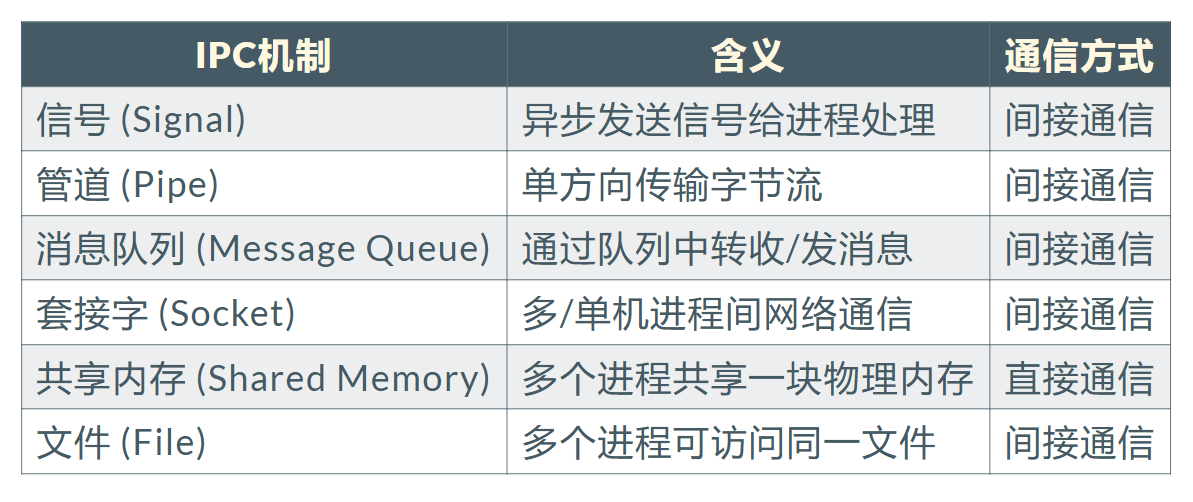 IPC机制 含义 通信方式
信号 (Signal) 异步发送信号给进程处理 间接通信
管道 (Pipe) 单方向传输字节流 间接通信
消息队列 (Message Queue) 通过队列中转收/发消息 间接通信
套接字 (Socket) 多/单机进程间网络通信 间接通信
共享内存 (Shared Memory) 多个进程共享一块物理内存 直接通信
文件 (File) 多个进程可访问同一文件 间接通信